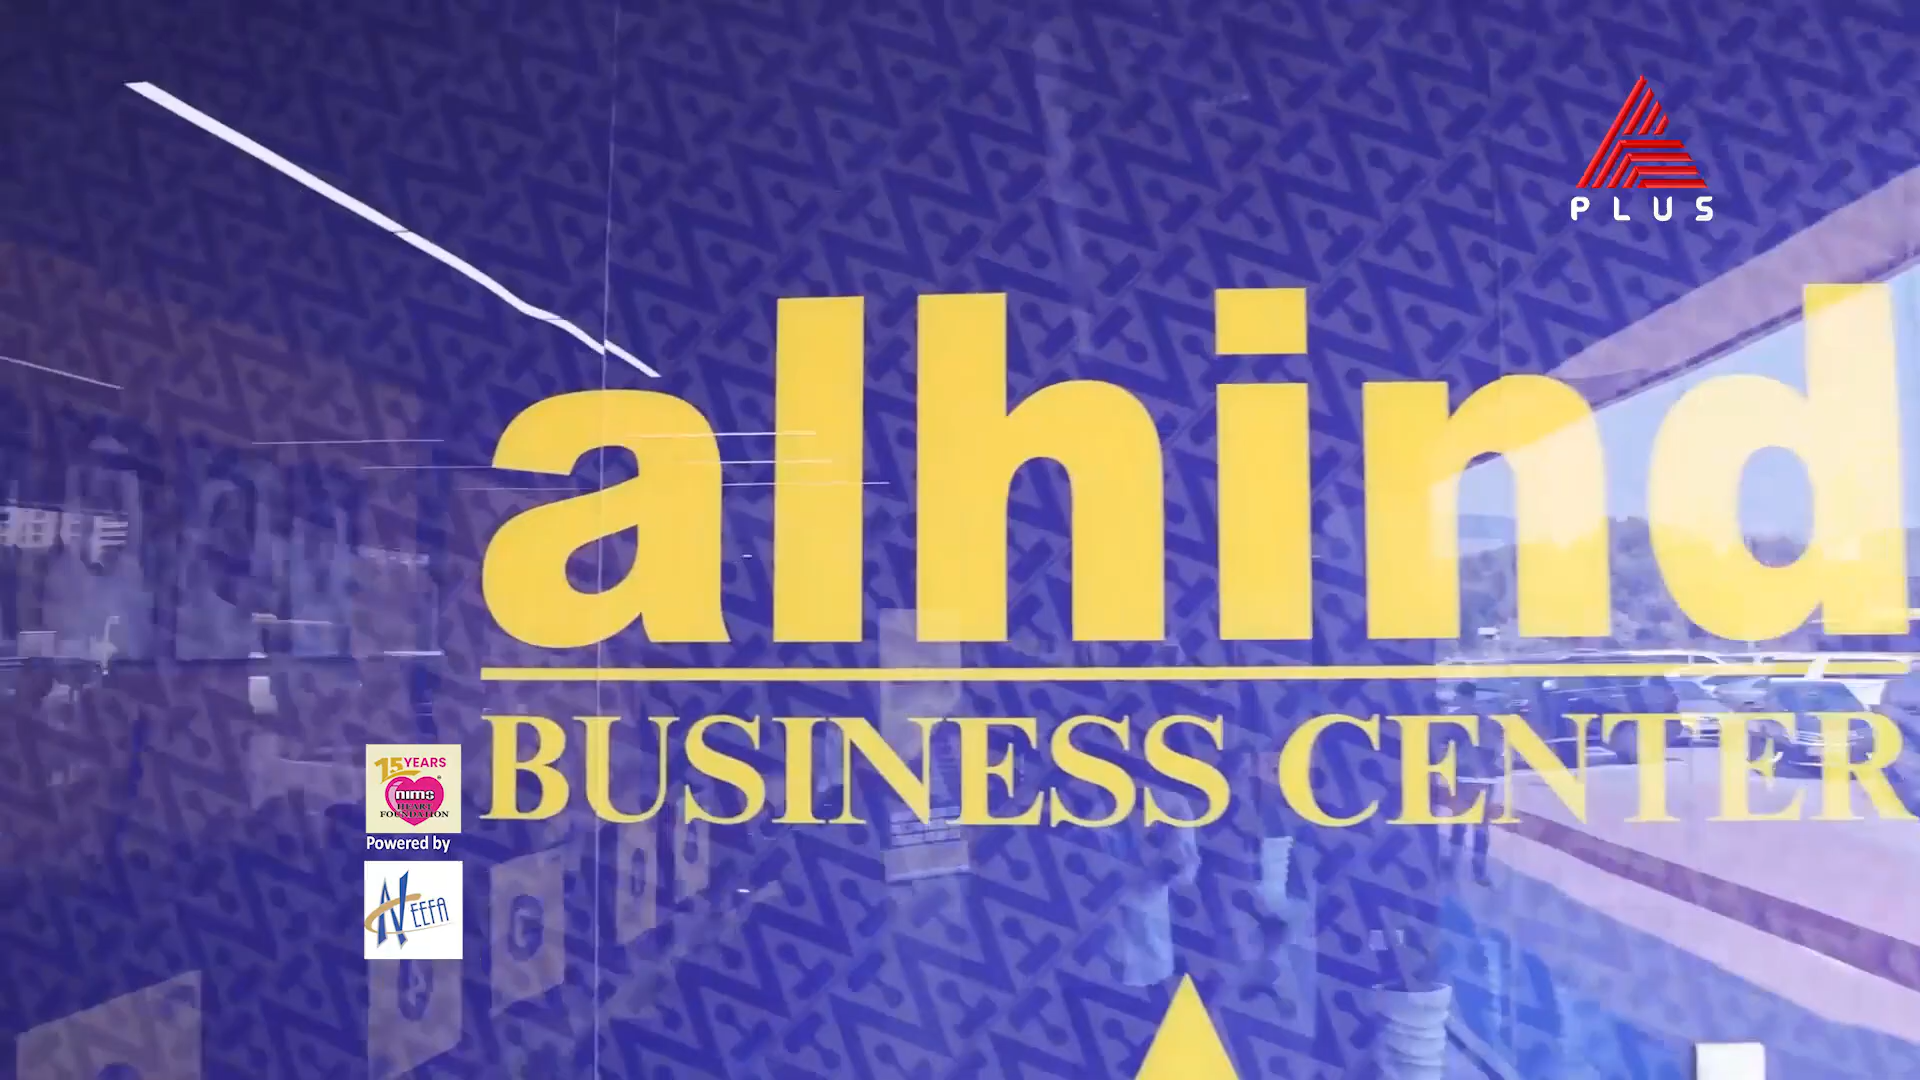 PLUS
alhind
BUSINESS CENTER
15 YEARS
nims
HEART
FOUNDATION
Powered by
NEEFA